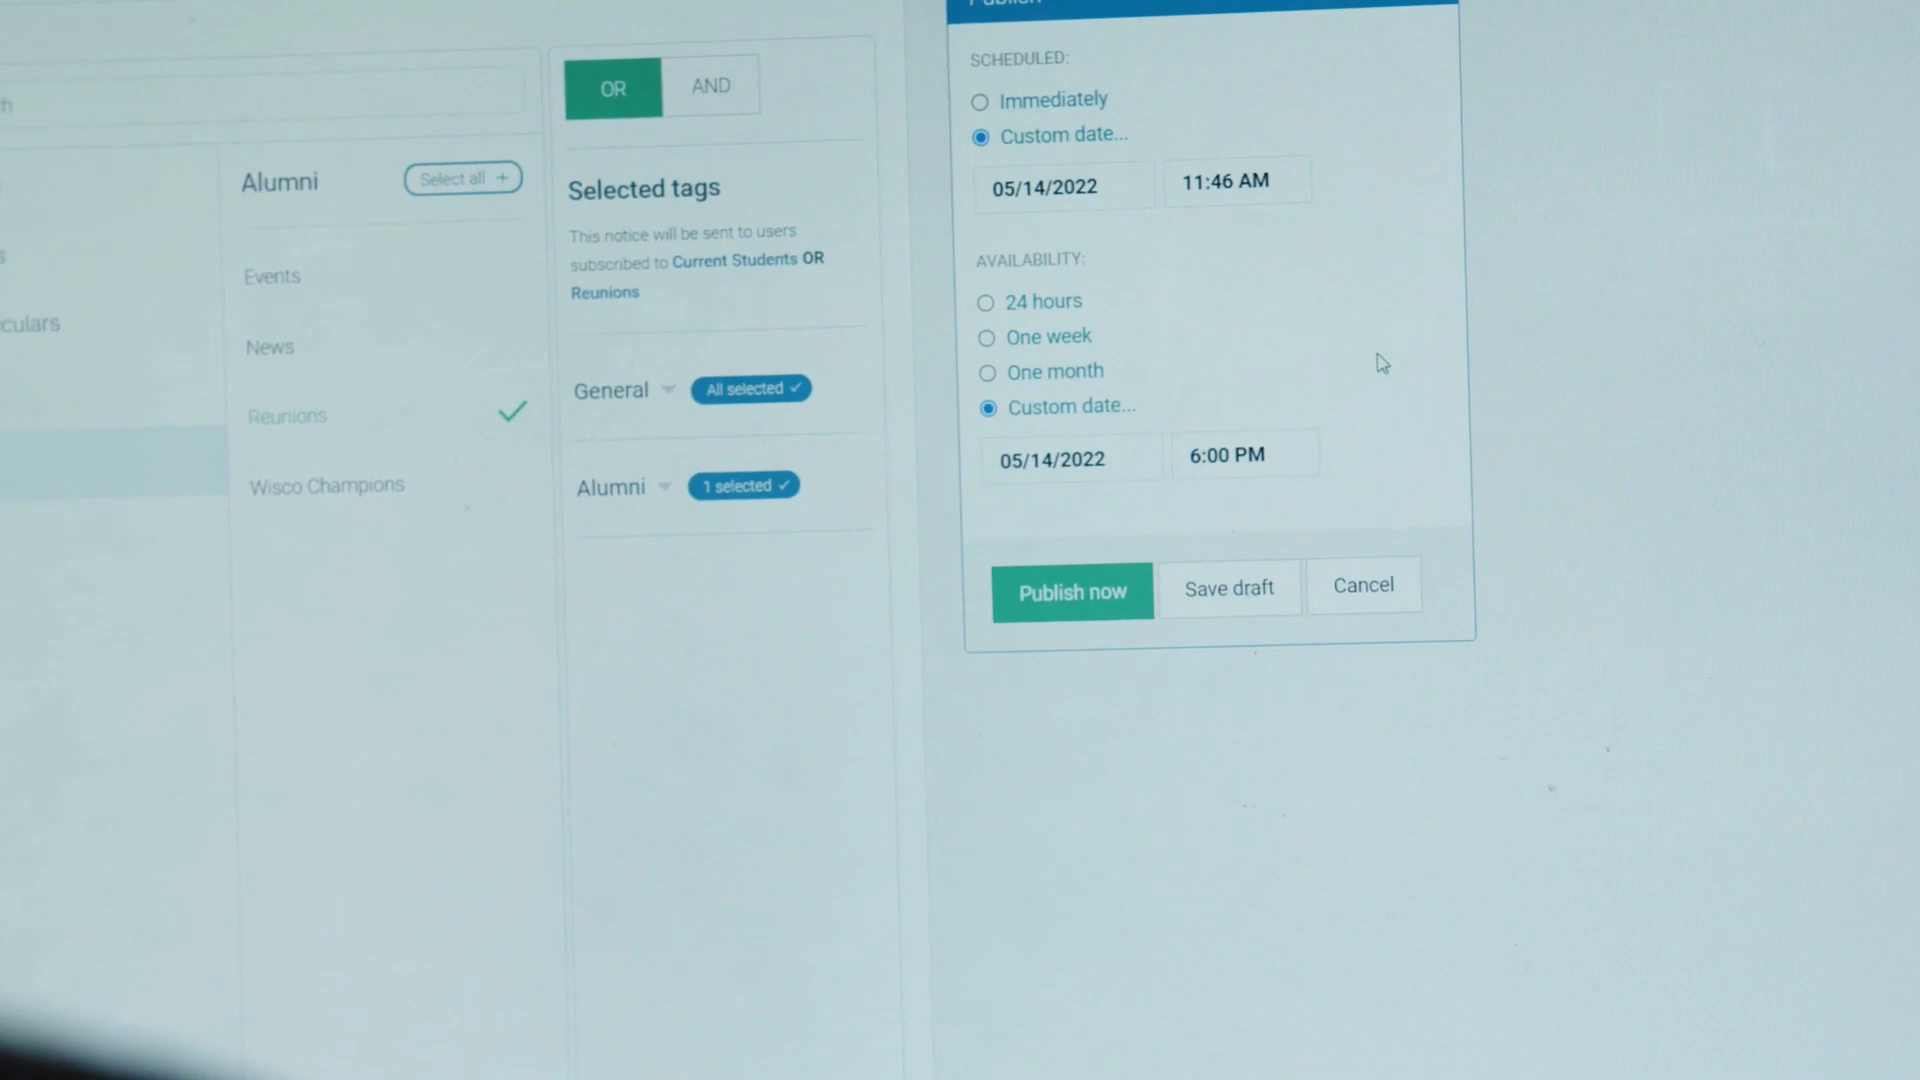 culars
Alumni
Select all +
Events
News
Reunions
Wisco Champions
OR
AND
Selected tags
This notice will be sent to users
subscribed to Current Students OR
Reunions
General
All selected ✓
Alumni
1 selected ✓
SCHEDULED:
Immediately
Custom date...
05/14/2022
11:46 AM
AVAILABILITY:
24 hours
One week
One month
Custom date...
05/14/2022
6:00 PM
Publish now
Save draft
Cancel